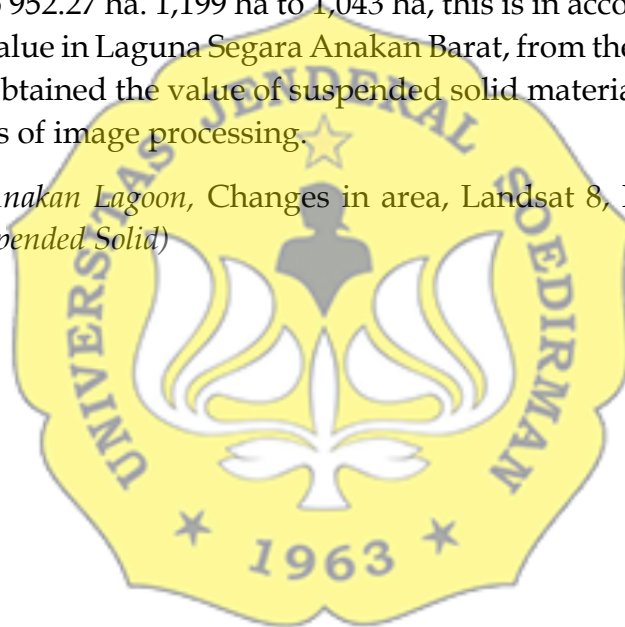 952.27 ha. 1,199 ha to 1,043 ha, this is in acco
alue in Laguna Segara Anakan Barat, from the
btained the value of suspended solid materia
s of image processing.
nakan Lagoon, Changes in area, Landsat 8,
pended Solid)
UNIVERSITAS JENDERAL SOEDIRMAN
1963